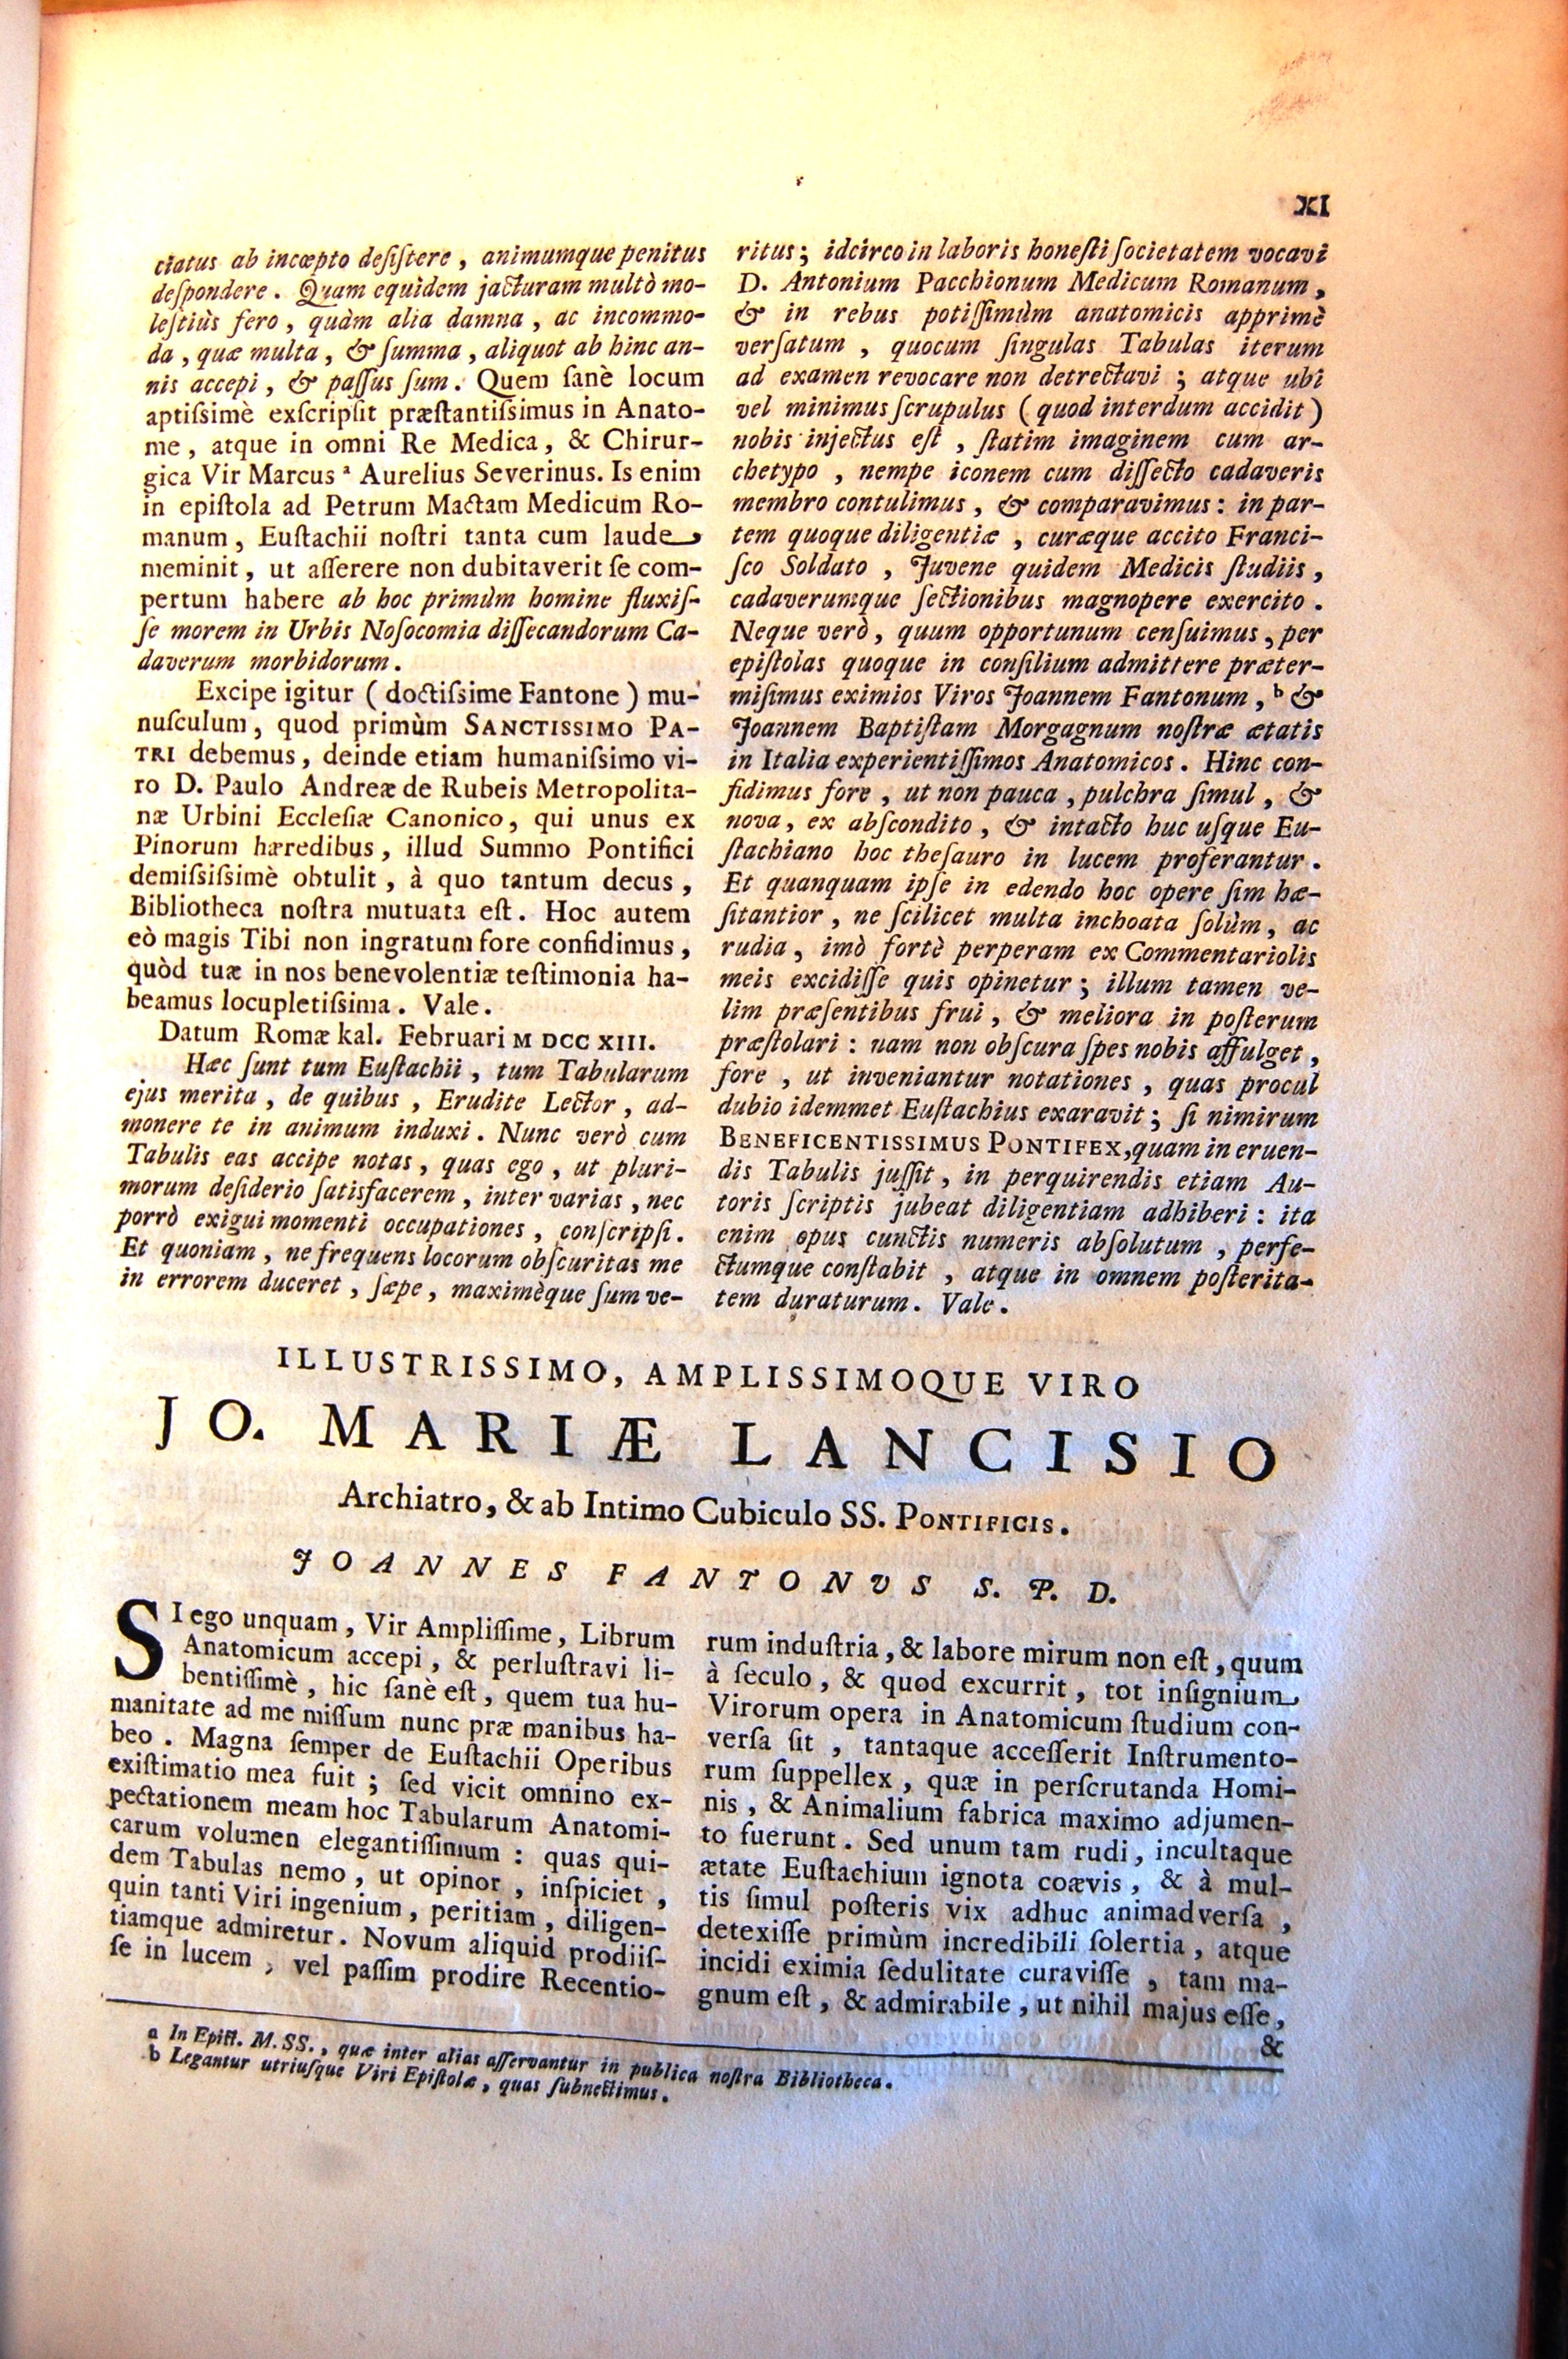 XI
ciatus ab incœpto deſiſtere, animumque penitus
deſpondere. Quam equidem jacturam multò mo-
leſtiùs fero, quàm alia damna, ac incommo-
da, quæ multa, & ſumma, aliquot ab hinc an-
nis accepi, & paſſus ſum. Quem ſanè locum
aptiſsimè exſcripſit præſtantiſsimus in Anato-
me, atque in omni Re Medica, & Chirur-
gica Vir Marcus ª Aurelius Severinus. Is enim
in epiſtola ad Petrum Mactam Medicum Ro-
manum, Euſtachii noſtri tanta cum laude,
meminit, ut aſſerere non dubitaverit ſe com-
pertum habere ab hoc primùm homine fluxiſ-
ſe morem in Urbis Noſocomia diſſecandorum Ca-
daverum morbidorum.
Excipe igitur (doctiſsime Fantone) mu-
nuſculum, quod primùm SANCTISSIMO PA-
TRI debemus, deinde etiam humaniſsimo vi-
ro D. Paulo Andreæ de Rubeis Metropolita-
næ Urbini Eccleſiæ Canonico, qui unus ex
Pinorum hæredibus, illud Summo Pontifici
demiſsiſsimè obtulit, à quo tantum decus,
Bibliotheca noſtra mutuata eſt. Hoc autem
eò magis Tibi non ingratum fore confidimus,
quòd tuæ in nos benevolentiæ teſtimonia ha-
beamus locupletiſsima. Vale.
Datum Romæ kal. Februari M DCC XIII.
Hæc ſunt tum Euſtachii, tum Tabularum
ejus merita, de quibus, Erudite Lector, ad-
monere te in animum induxi. Nunc verò cum
Tabulis eas accipe notas, quas ego, ut pluri-
morum deſiderio ſatisfacerem, inter varias, nec
porrò exigui momenti occupationes, conſcripſi.
Et quoniam, ne frequens locorum obſcuritas me
in errorem duceret, ſæpe, maximèque ſum ve-
ritus; idcirco in laboris honeſti ſocietatem vocavi
D. Antonium Pacchionum Medicum Romanum,
& in rebus potiſſimùm anatomicis apprimè
verſatum, quocum ſingulas Tabulas iterum
ad examen revocare non detrectavi; atque ubi
vel minimus ſcrupulus (quod interdum accidit)
nobis injectus eſt, ſtatim imaginem cum ar-
chetypo, nempe iconem cum diſſecto cadaveris
membro contulimus, & comparavimus: in par-
tem quoque diligentiæ, curæque accito Franci-
ſco Soldato, Juvene quidem Medicis ſtudiis,
cadaverumque ſectionibus magnopere exercito.
Neque verò, quum opportunum cenſuimus, per
epiſtolas quoque in conſilium admittere præter-
miſimus eximios Viros Joannem Fantonum, ᵇ &
Joannem Baptiſtam Morgagnum noſtræ ætatis
in Italia experientiſſimos Anatomicos. Hinc con-
fidimus fore, ut non pauca, pulchra ſimul, &
nova, ex abſcondito, & intacto huc uſque Eu-
ſtachiano hoc theſauro in lucem proferantur.
Et quanquam ipſe in edendo hoc opere ſim hæ-
ſitantior, ne ſcilicet multa inchoata ſolùm, ac
rudia, imò fortè perperam ex Commentariolis
meis excidiſſe quis opinetur; illum tamen ve-
lim præſentibus frui, & meliora in poſterum
præſtolari: nam non obſcura ſpes nobis affulget,
fore, ut inveniantur notationes, quas procul
dubio idemmet Euſtachius exaravit; ſi nimirum
BENEFICENTISSIMUS PONTIFEX, quam in eruen-
dis Tabulis juſſit, in perquirendis etiam Au-
toris ſcriptis jubeat diligentiam adhiberi: ita
enim opus cunctis numeris abſolutum, perfe-
ctumque conſtabit, atque in omnem poſterita-
tem duraturum. Vale.
ILLUSTRISSIMO, AMPLISSIMOQUE VIRO
JO. MARIÆ LANCISIO
Archiatro, & ab Intimo Cubiculo SS. PONTIFICIS.
JOANNES FANTONUS S. P. D.
SI ego unquam, Vir Ampliſſime, Librum
Anatomicum accepi, & perluſtravi li-
bentiſſimè, hic ſanè eſt, quem tua hu-
manitate ad me miſſum nunc præ manibus ha-
beo. Magna ſemper de Euſtachii Operibus
exiſtimatio mea fuit; ſed vicit omnino ex-
pectationem meam hoc Tabularum Anatomi-
carum volumen elegantiſſimum: quas qui-
dem Tabulas nemo, ut opinor, inſpiciet,
quin tanti Viri ingenium, peritiam, diligen-
tiamque admiretur. Novum aliquid prodiiſ-
ſe in lucem, vel paſſim prodire Recentio-
rum induſtria, & labore mirum non eſt, quum
à ſeculo, & quod excurrit, tot inſignium
Virorum opera in Anatomicum ſtudium con-
verſa ſit, tantaque acceſſerit Inſtrumento-
rum ſuppellex, quæ in perſcrutanda Homi-
nis, & Animalium fabrica maximo adjumen-
to fuerunt. Sed unum tam rudi, incultaque
ætate Euſtachium ignota coævis, & à mul-
tis ſimul poſteris vix adhuc animadverſa,
detexiſſe primùm incredibili ſolertia, atque
incidi eximia ſedulitate curaviſſe, tam ma-
gnum eſt, & admirabile, ut nihil majus eſſe,
&
a In Epiſt. M.SS., quæ inter alias aſſervantur in publica noſtra Bibliotheca.
b Legantur utriuſque Viri Epiſtolæ, quas ſubnectimus.